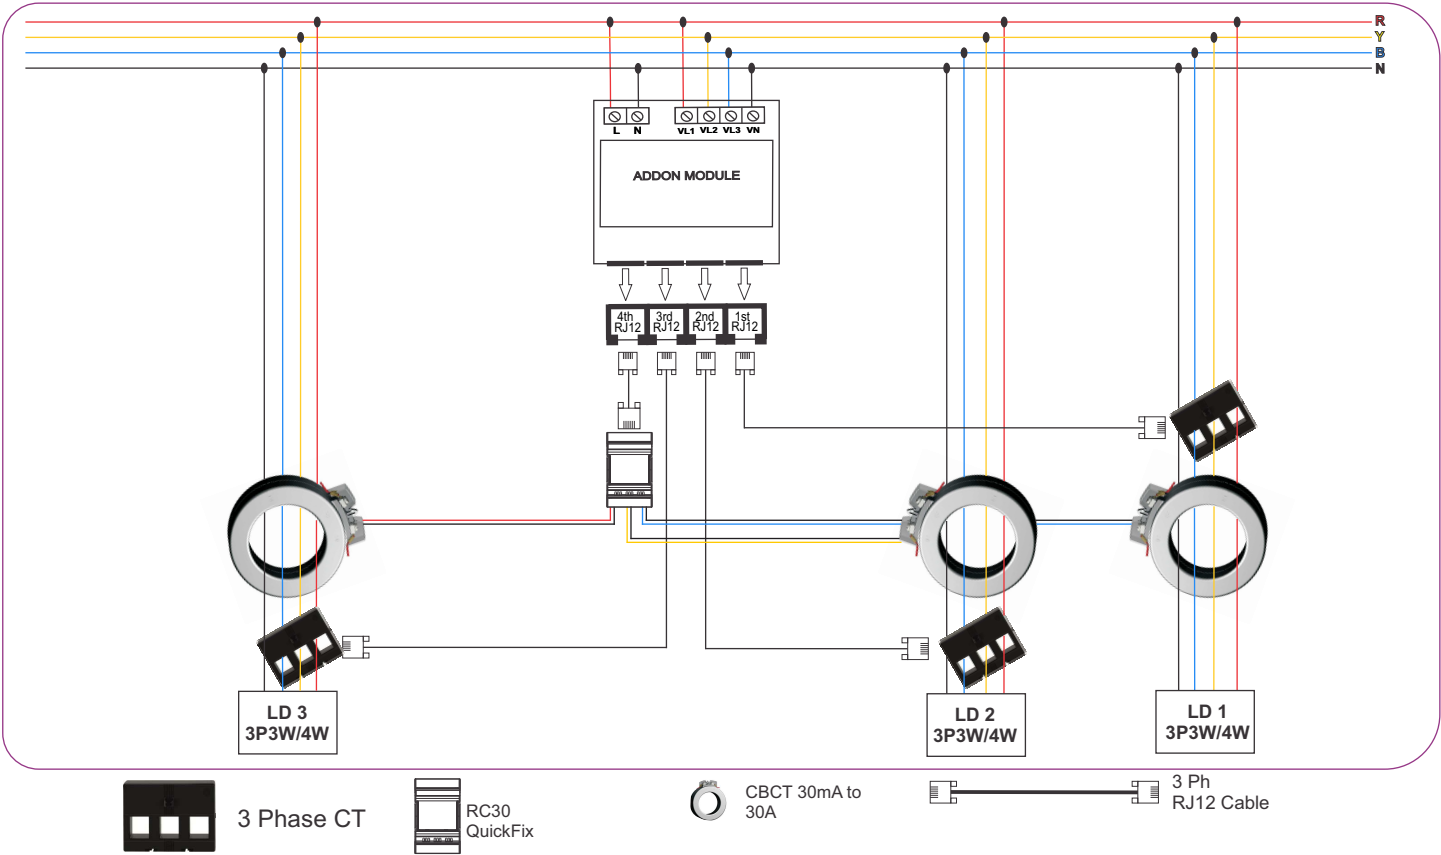 R
Y
B
N
L N VL1 VL2 VL3 VN
ADDON MODULE
4th 3rd 2nd 1st
RJ12 RJ12 RJ12 RJ12
LD 3
3P3W/4W
LD 2
3P3W/4W
LD 1
3P3W/4W
3 Phase CT
RC30
QuickFix
CBCT 30mA to
30A
3 Ph
RJ12 Cable